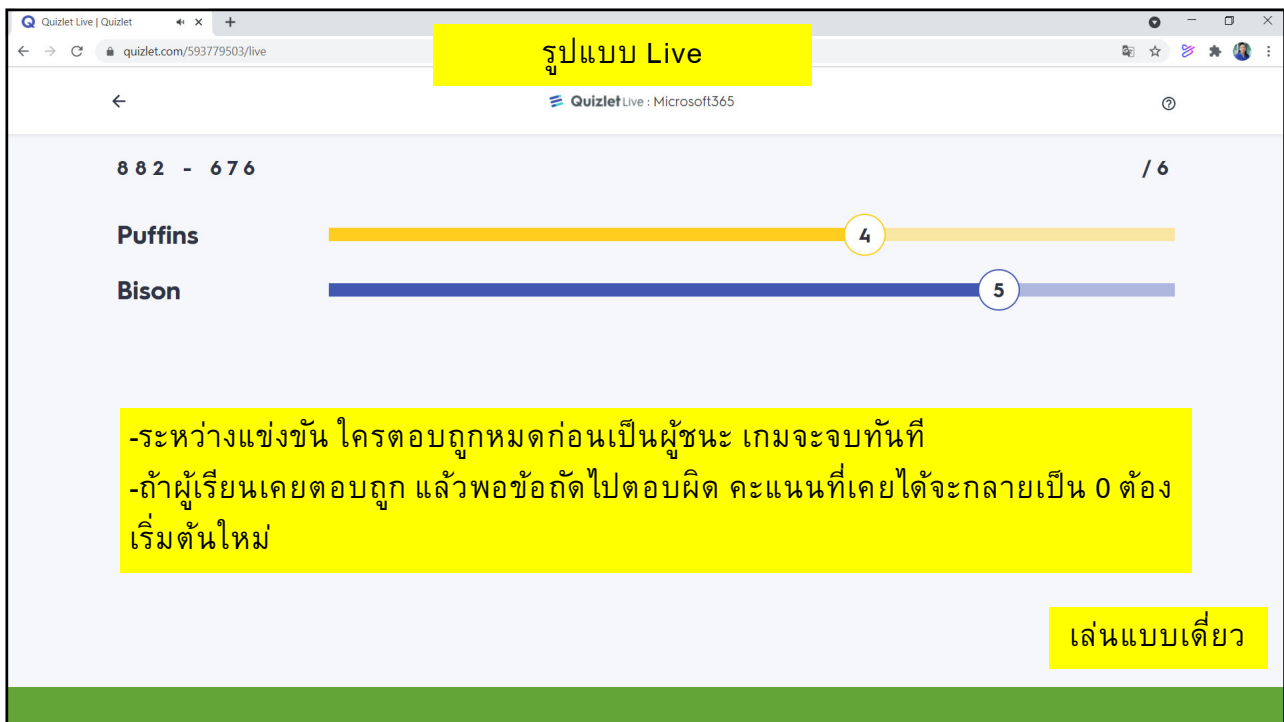 Quizlet Live | Quizlet
รูปแบบ Live
quizlet.com/593779503/live
Quizlet Live : Microsoft365
882 - 676
/ 6
Puffins
4
Bison
5
-ระหว่างแข่งขัน ใครตอบถูกหมดก่อนเป็นผู้ชนะ เกมจะจบทันที
-ถ้าผู้เรียนเคยตอบถูก แล้วพอข้อถัดไปตอบผิด คะแนนที่เคยได้จะกลายเป็น 0 ต้อง
เริ่มต้นใหม่
เล่นแบบเดี่ยว